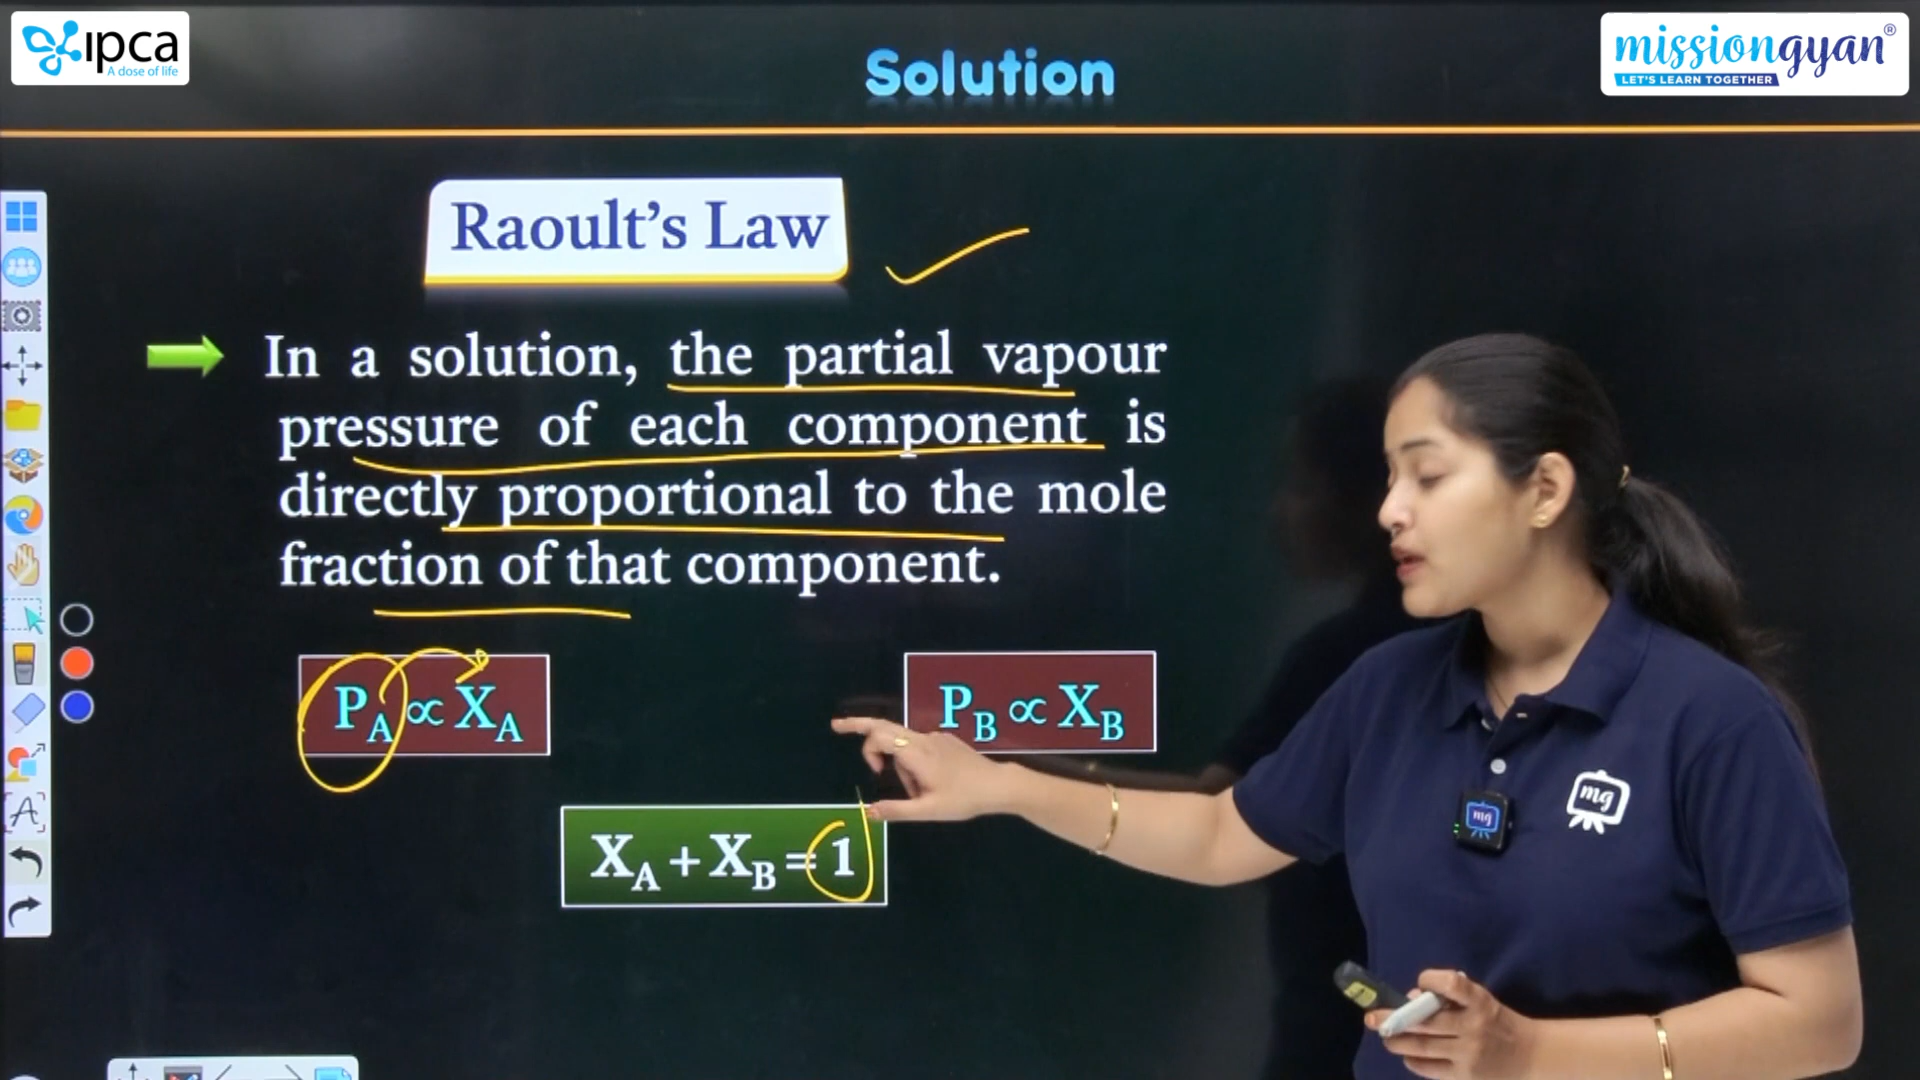 ipca
A dose of life
Solution
missiongyan®
LET'S LEARN TOGETHER
Raoult's Law
In a solution, the partial vapour
pressure of each component is
directly proportional to the mole
fraction of that component.
P_A ∝ X_A
P_B ∝ X_B
X_A + X_B = 1
mg
mg
A